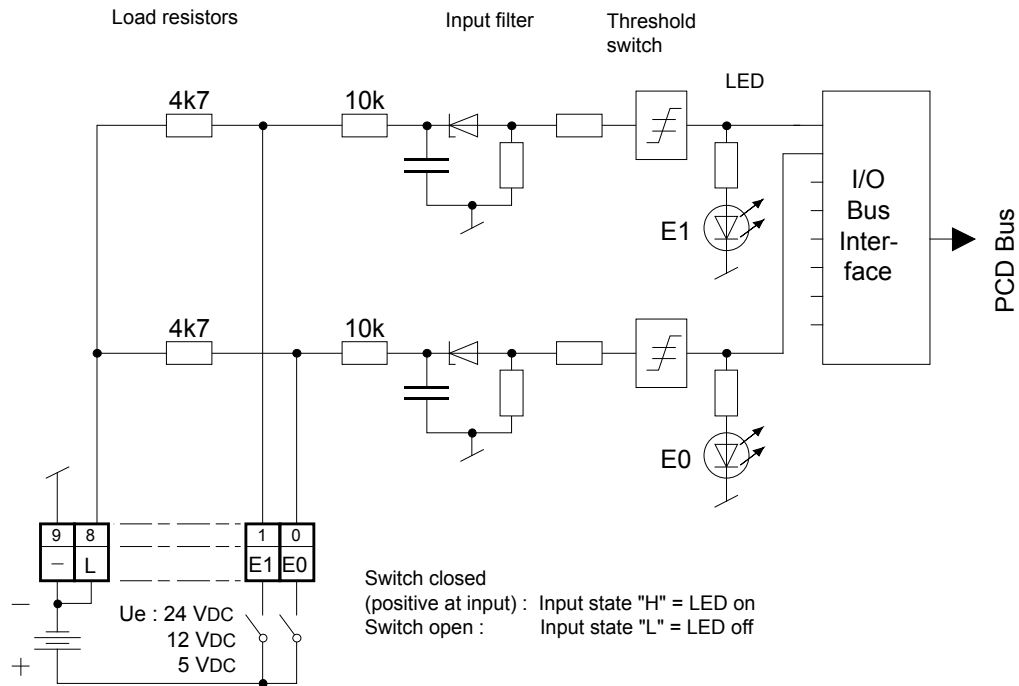 Load resistors
Input filter
Threshold
switch
LED
4k7
10k
E1
I/O
Bus
Inter-
face
PCD Bus
4k7
10k
E0
9 8 1 0
– L E1 E0
Switch closed
(positive at input) : Input state "H" = LED on
Switch open : Input state "L" = LED off
–
+
Ue : 24 VDC
12 VDC
5 VDC